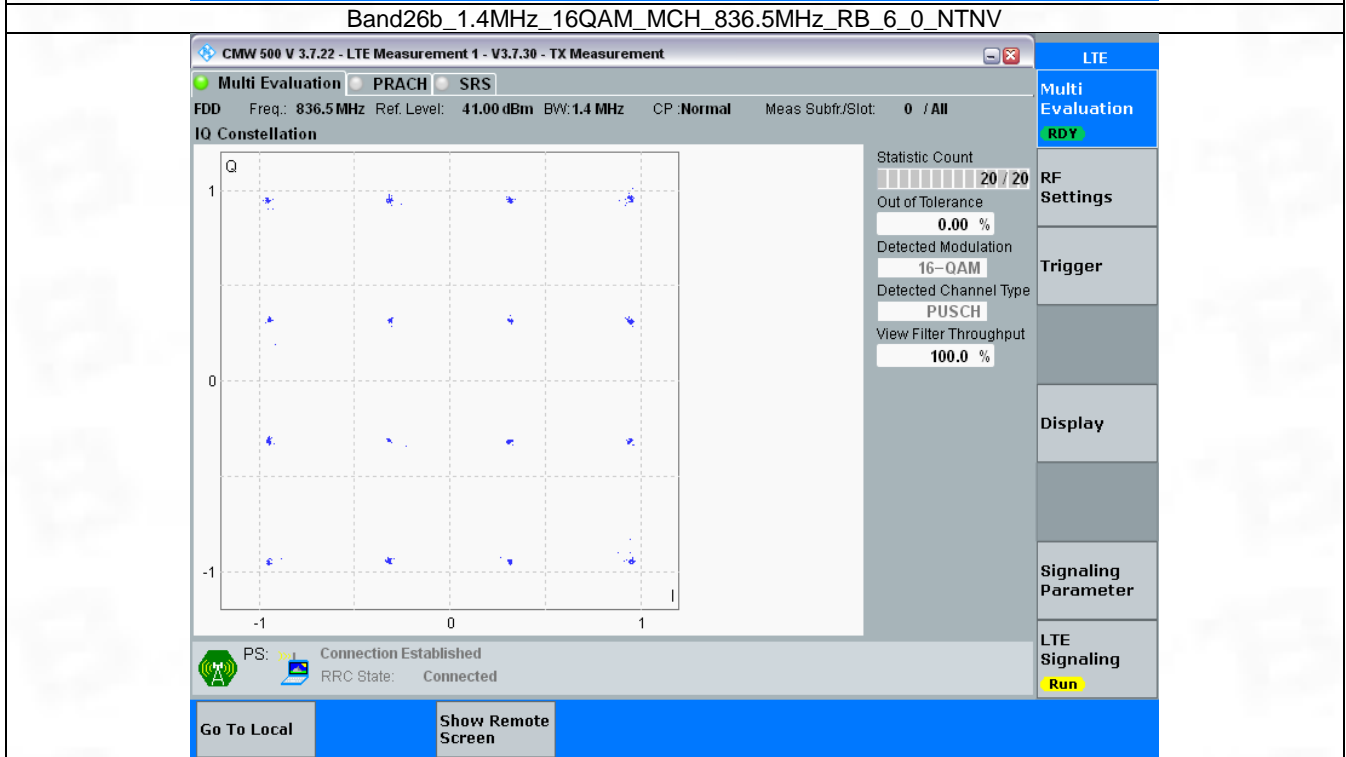 Band26b_1.4MHz_16QAM_MCH_836.5MHz_RB_6_0_NTNV
CMW 500 V 3.7.22 - LTE Measurement 1 - V3.7.30 - TX Measurement
LTE
Multi Evaluation PRACH SRS
Multi
Evaluation
RDY
FDD Freq.: 836.5 MHz Ref. Level: 41.00 dBm BW: 1.4 MHz CP :Normal Meas Subfr/Slot: 0 / All
IQ Constellation
Q
1
0
-1
-1 0 1
I
Statistic Count
20 / 20
Out of Tolerance
0.00 %
Detected Modulation
16-QAM
Detected Channel Type
PUSCH
View Filter Throughput
100.0 %
RF
Settings
Trigger
Display
Signaling
Parameter
LTE
Signaling
Run
PS: Connection Established
RRC State: Connected
Go To Local
Show Remote
Screen